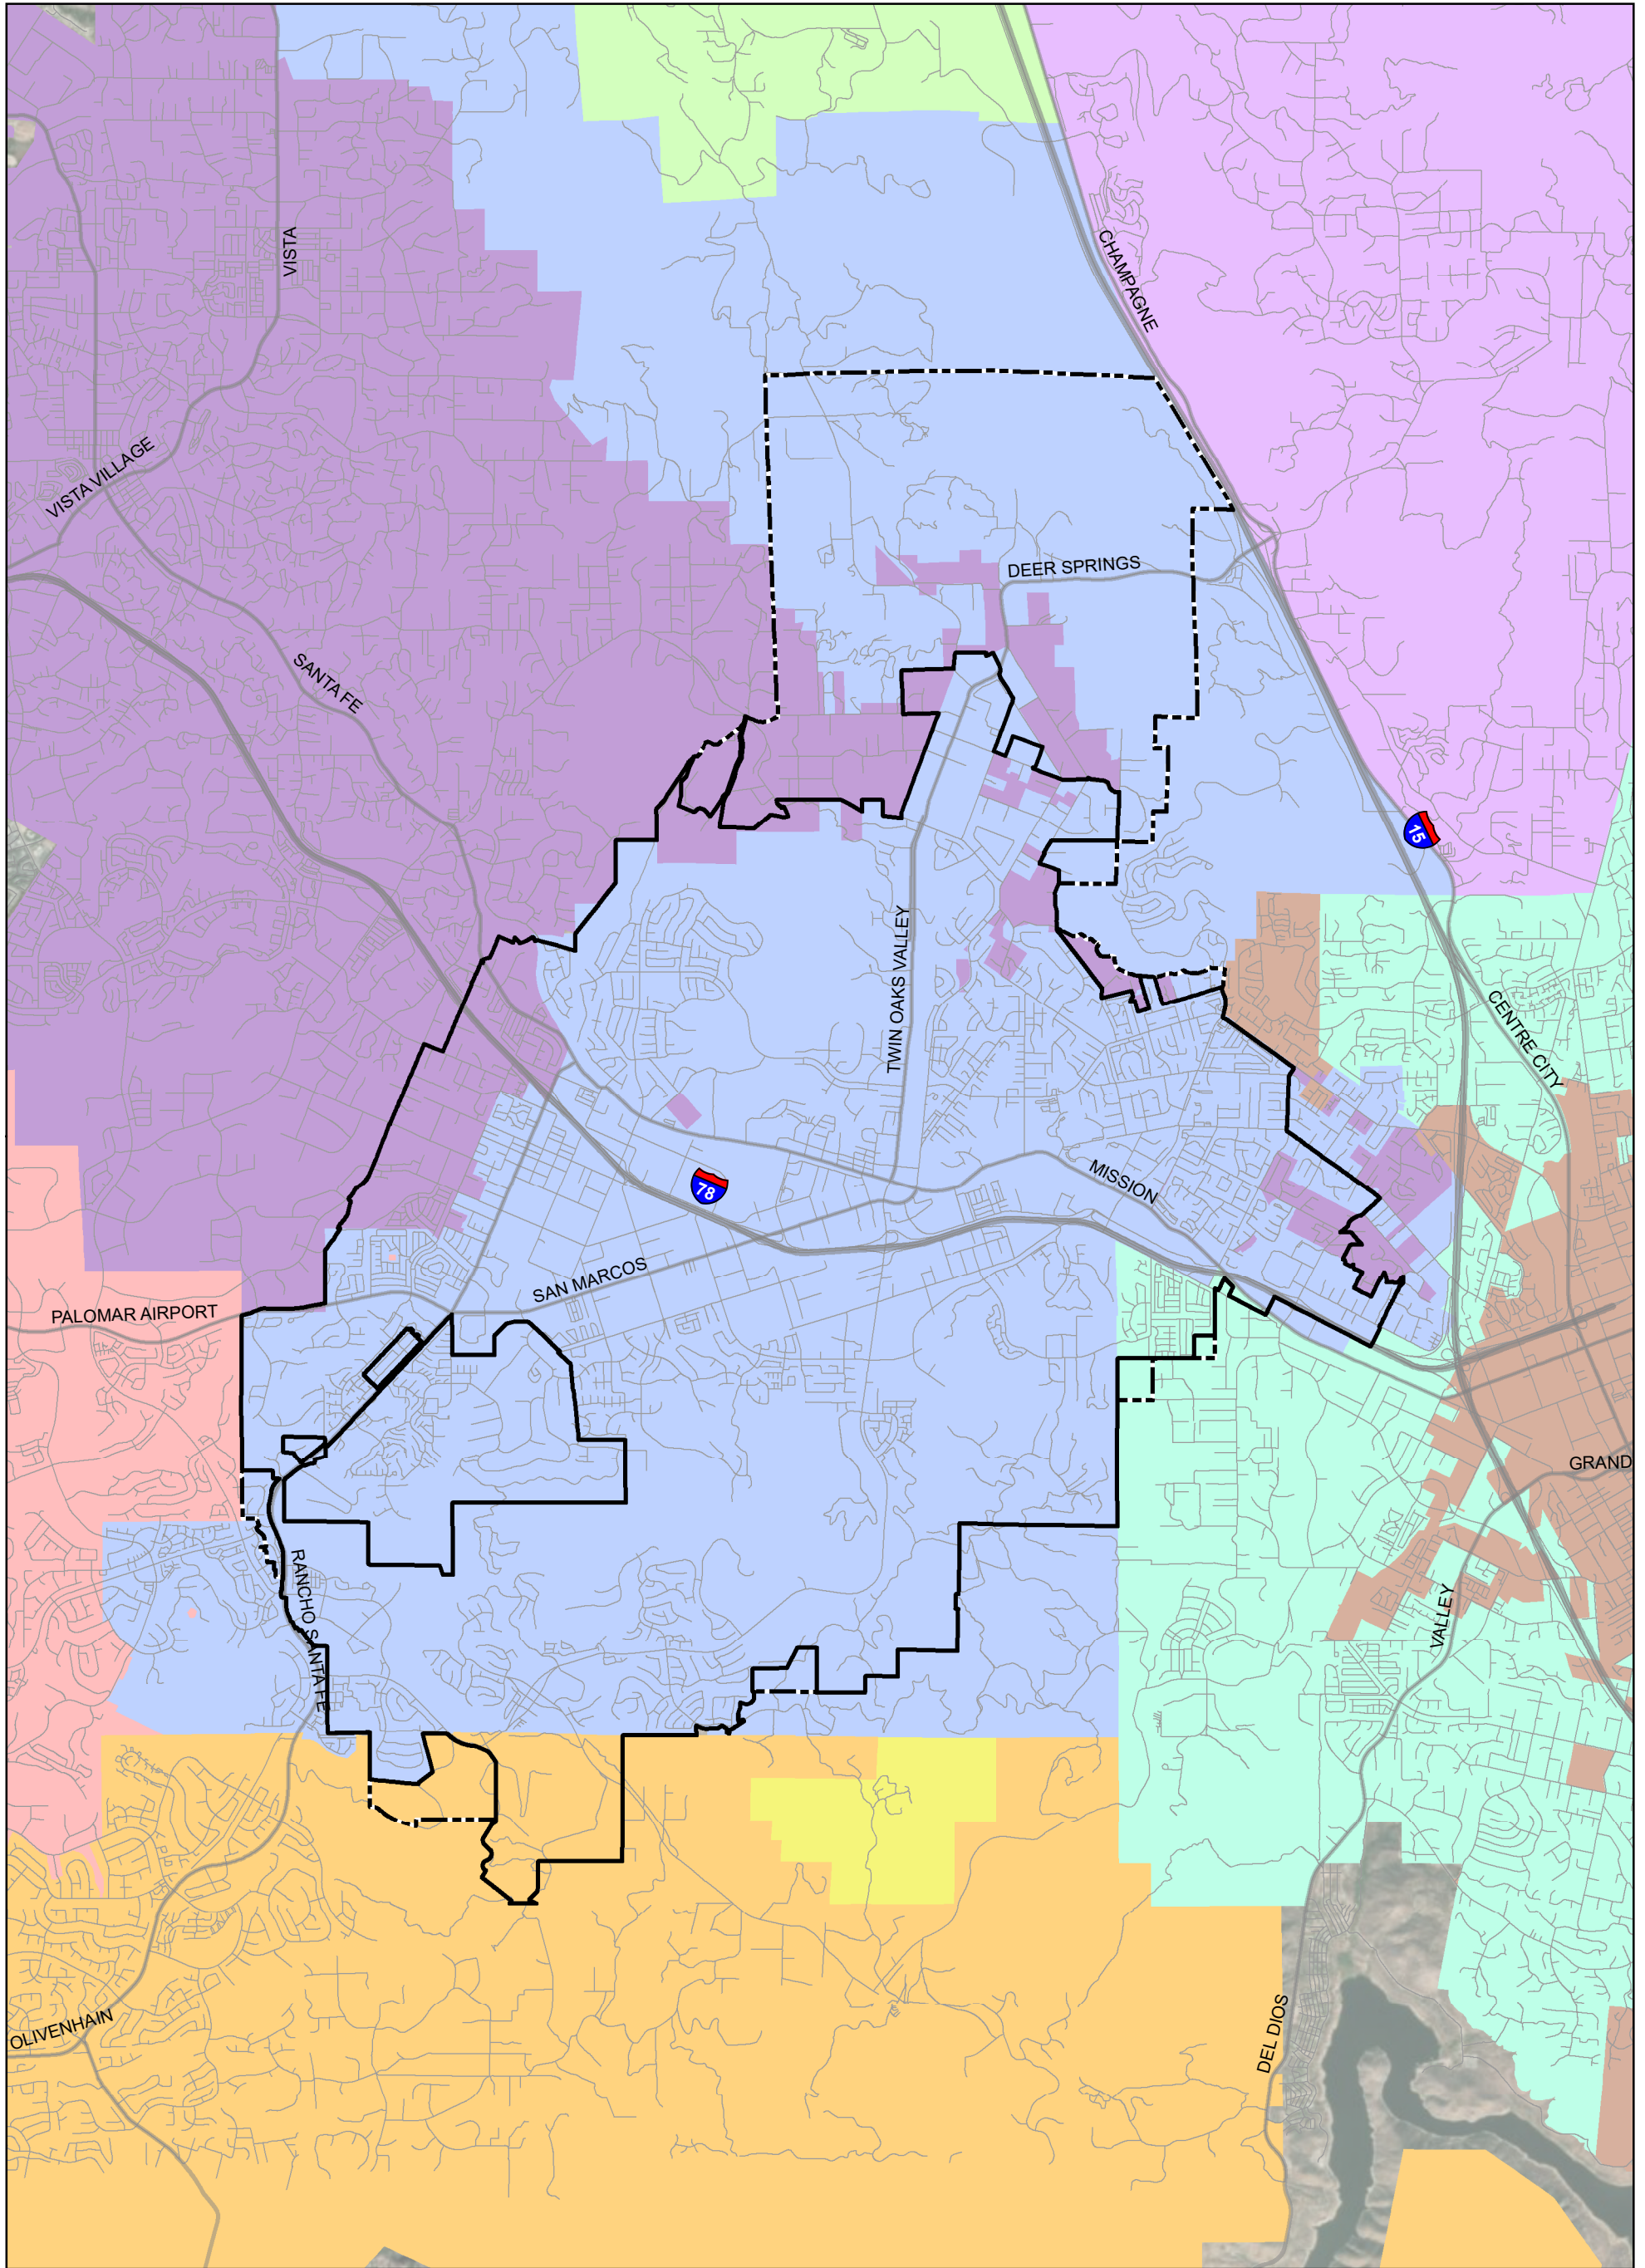 VISTA
CHAMPAGNE
VISTA VILLAGE
DEER SPRINGS
SANTA FE
15
TWIN OAKS VALLEY
CENTRE CITY
78
MISSION
SAN MARCOS
PALOMAR AIRPORT
GRAND
RANCHO SANTA FE
VALLEY
OLIVENHAIN
DEL DIOS